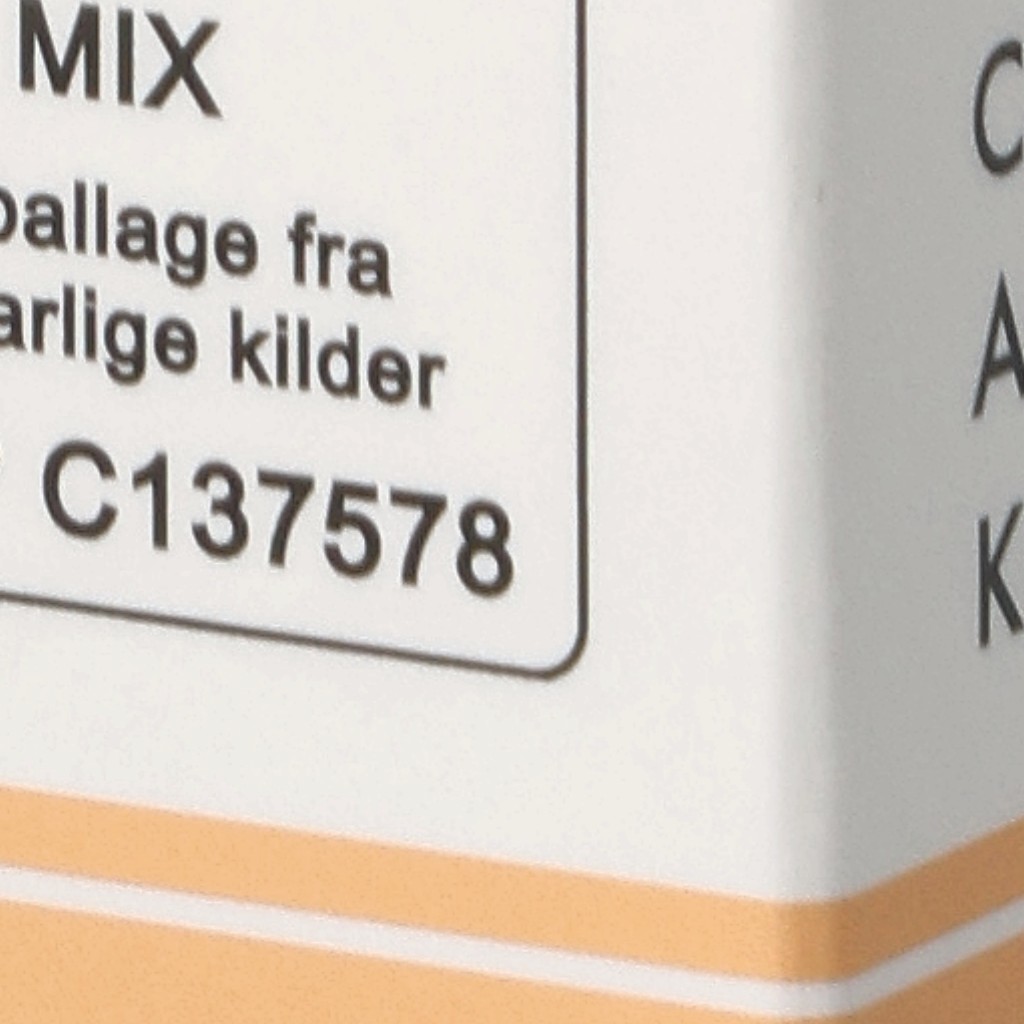 MIX
ballage fra
arlige kilder
C137578
C
A
K